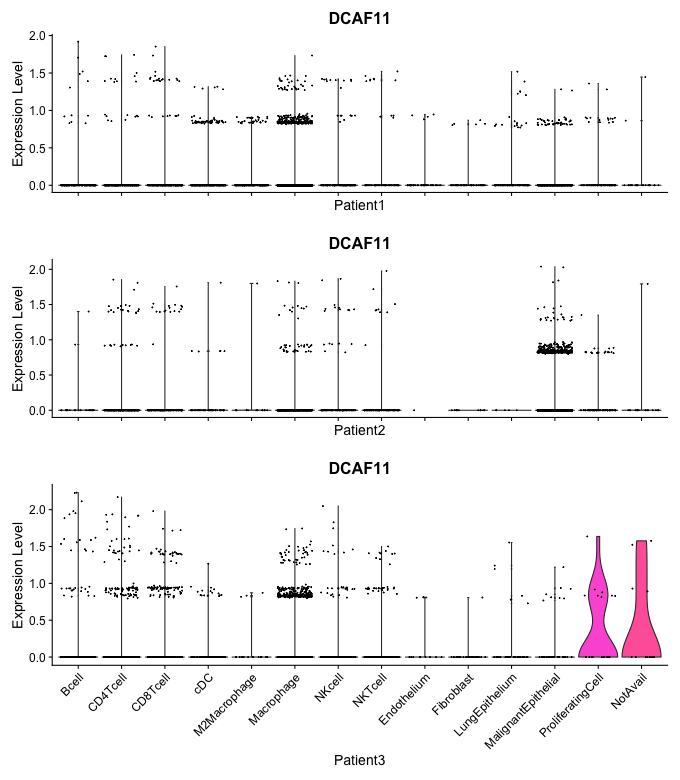 DCAF11
Expression Level
2.0
1.5
1.0
0.5
0.0
Patient1
DCAF11
Expression Level
2.0
1.5
1.0
0.5
0.0
Patient2
DCAF11
Expression Level
2.0
1.5
1.0
0.5
0.0
Bcell
CD4Tcell
CD8Tcell
cDC
M2Macrophage
Macrophage
NKcell
NKTcell
Endothelium
Fibroblast
LungEpithelium
MalignantEpithelial
ProliferatingCell
NotAvail
Patient3